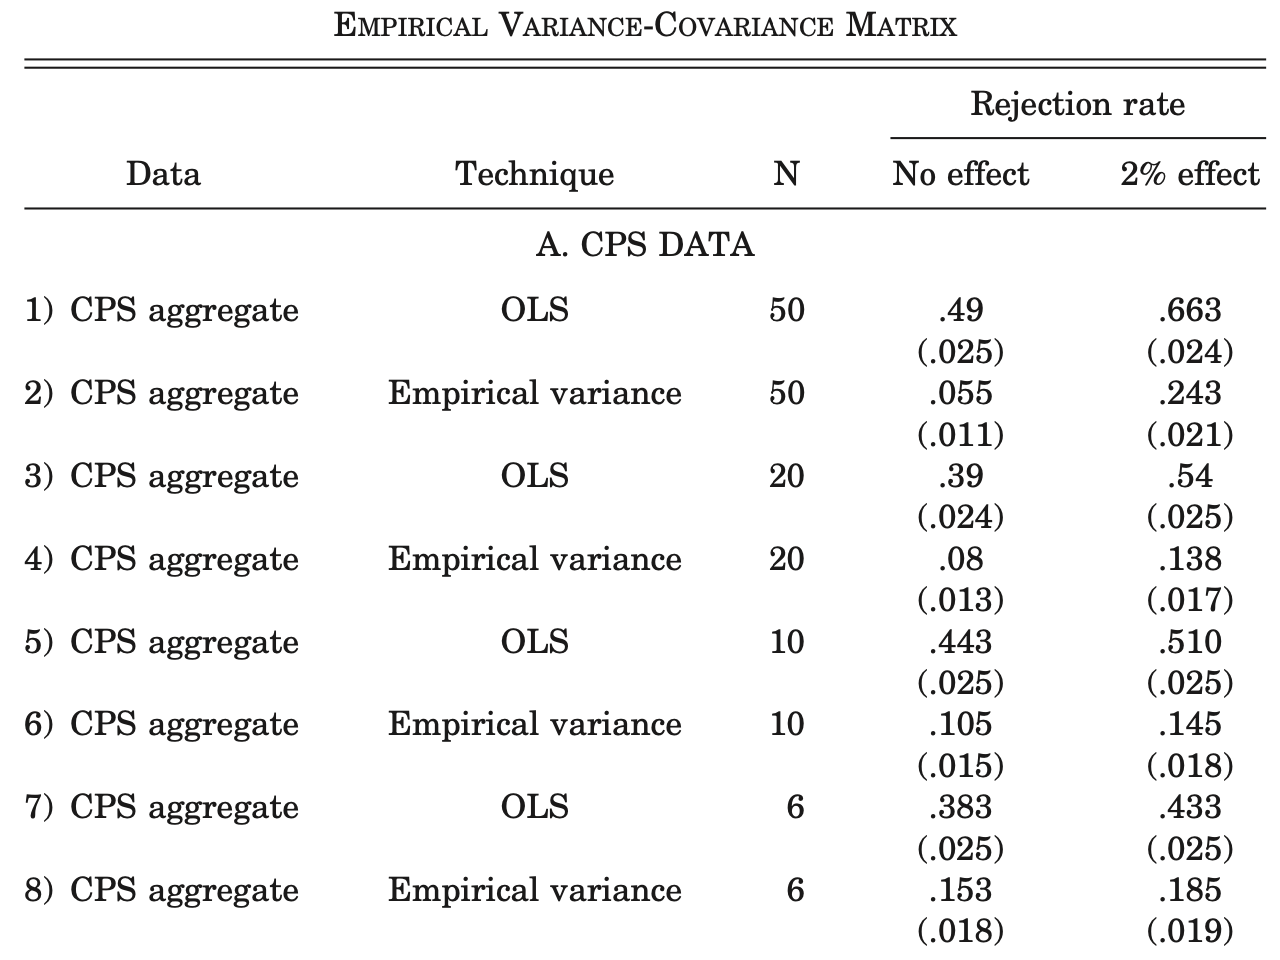 EMPIRICAL VARIANCE-COVARIANCE MATRIX
Rejection rate
Data Technique N No effect 2% effect
A. CPS DATA
1) CPS aggregate OLS 50 .49 .663
(.025) (.024)
2) CPS aggregate Empirical variance 50 .055 .243
(.011) (.021)
3) CPS aggregate OLS 20 .39 .54
(.024) (.025)
4) CPS aggregate Empirical variance 20 .08 .138
(.013) (.017)
5) CPS aggregate OLS 10 .443 .510
(.025) (.025)
6) CPS aggregate Empirical variance 10 .105 .145
(.015) (.018)
7) CPS aggregate OLS 6 .383 .433
(.025) (.025)
8) CPS aggregate Empirical variance 6 .153 .185
(.018) (.019)